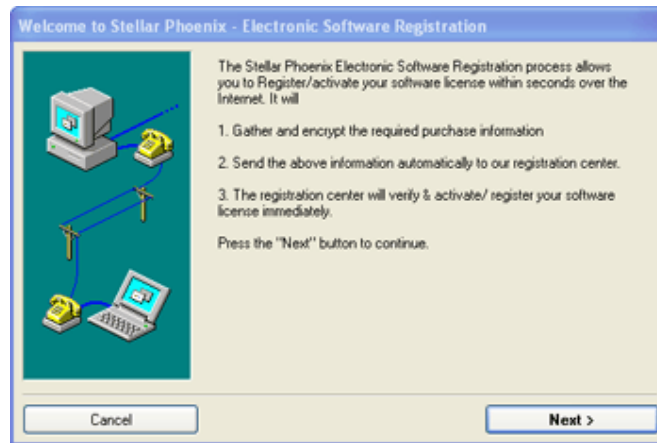 Welcome to Stellar Phoenix - Electronic Software Registration
The Stellar Phoenix Electronic Software Registration process allows
you to Register/activate your software license within seconds over the
Internet. It will
1. Gather and encrypt the required purchase information
2. Send the above information automatically to our registration center.
3. The registration center will verify & activate/ register your software
license immediately.
Press the "Next" button to continue.
Cancel
Next >